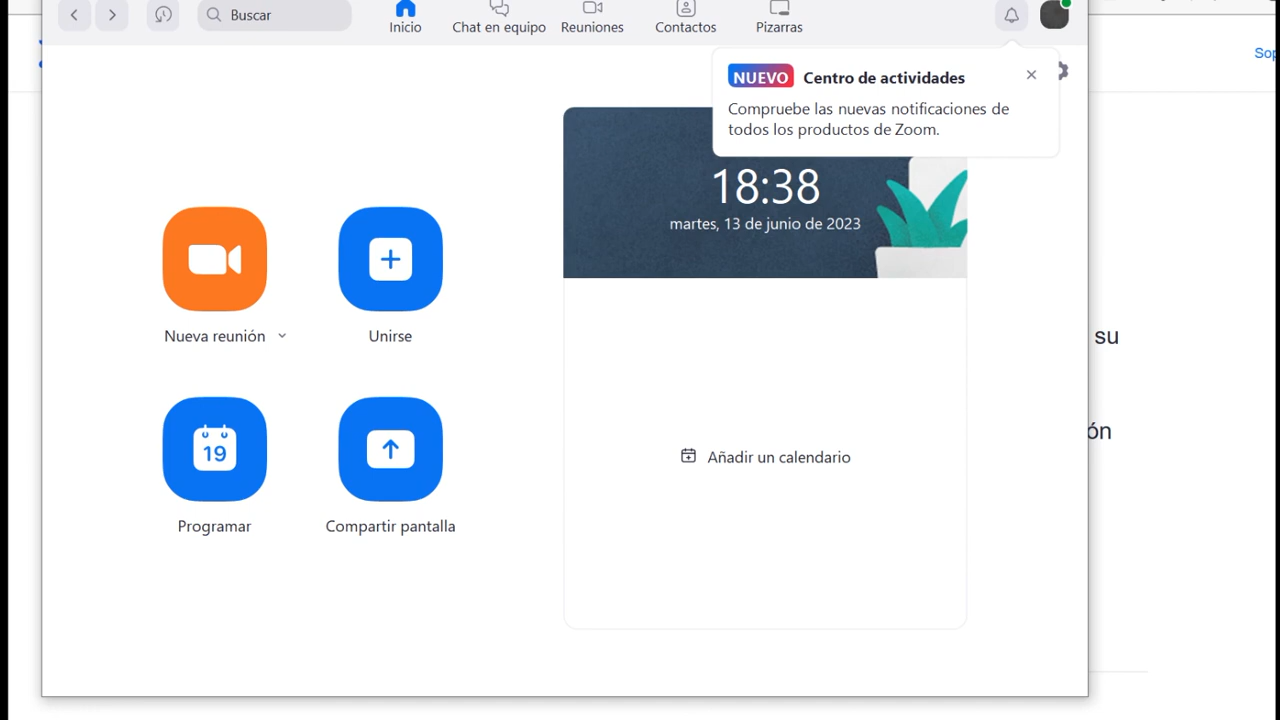 Buscar
Inicio
Chat en equipo
Reuniones
Contactos
Pizarras
Sop
NUEVO Centro de actividades
Compruebe las nuevas notificaciones de
todos los productos de Zoom.
18:38
martes, 13 de junio de 2023
Nueva reunión
Unirse
su
ón
19
Añadir un calendario
Programar
Compartir pantalla